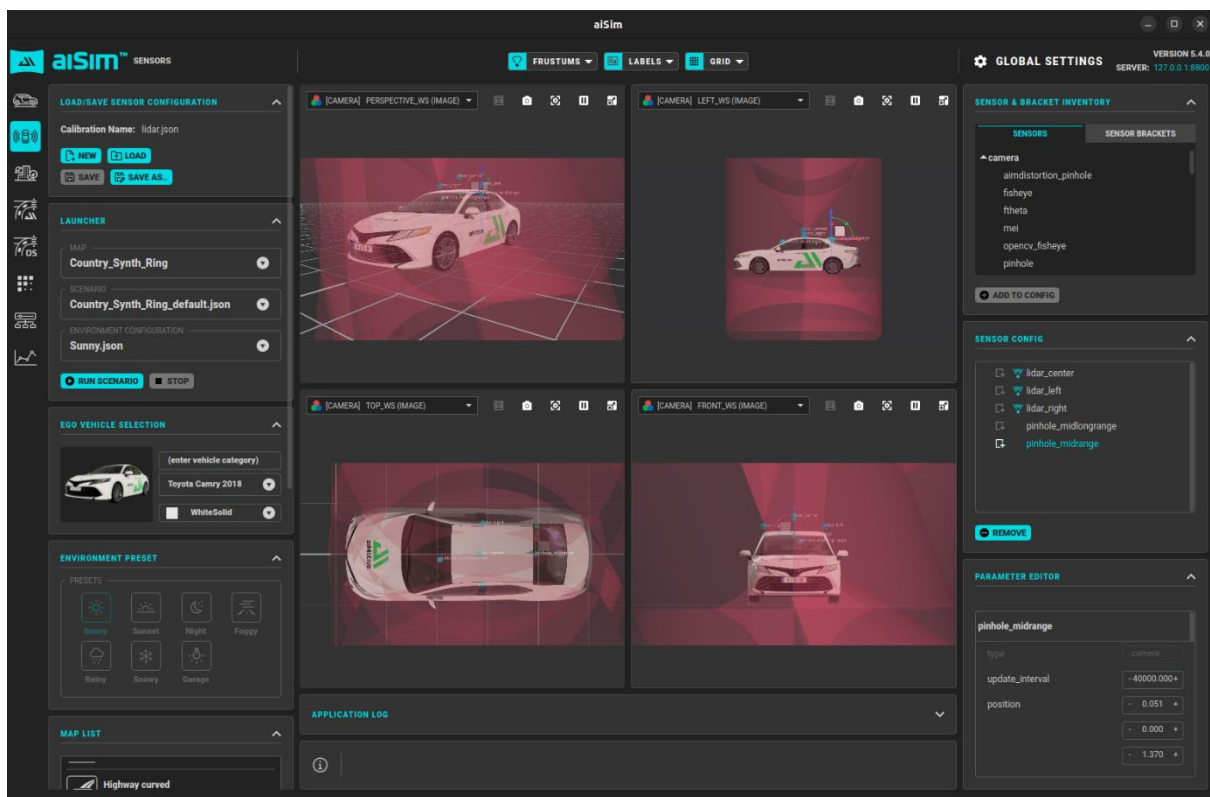 aiSim
aiSim™ SENSORS
FRUSTUMS
LABELS
GRID
GLOBAL SETTINGS
VERSION 5.4.0
SERVER: 127.0.0.1:8800
LOAD/SAVE SENSOR CONFIGURATION
Calibration Name: lidar.json
NEW
LOAD
SAVE
SAVE AS..
LAUNCHER
MAP
Country_Synth_Ring
SCENARIO
Country_Synth_Ring_default.json
ENVIRONMENT CONFIGURATION
Sunny.json
RUN SCENARIO
STOP
EGO VEHICLE SELECTION
(enter vehicle category)
Toyota Camry 2018
WhiteSolid
ENVIRONMENT PRESET
PRESETS
Sunny
Sunset
Night
Foggy
Rainy
Snowy
Garage
MAP LIST
Highway curved
[CAMERA] PERSPECTIVE_WS (IMAGE)
[CAMERA] LEFT_WS (IMAGE)
[CAMERA] TOP_WS (IMAGE)
[CAMERA] FRONT_WS (IMAGE)
APPLICATION LOG
SENSOR & BRACKET INVENTORY
SENSORS
SENSOR BRACKETS
camera
aimdistortion_pinhole
fisheye
ftheta
mei
opencv_fisheye
pinhole
ADD TO CONFIG
SENSOR CONFIG
lidar_center
lidar_left
lidar_right
pinhole_midlongrange
pinhole_midrange
REMOVE
PARAMETER EDITOR
pinhole_midrange
type
camera
update_interval
- 40000.000 +
position
- 0.051 +
- 0.000 +
- 1.370 +